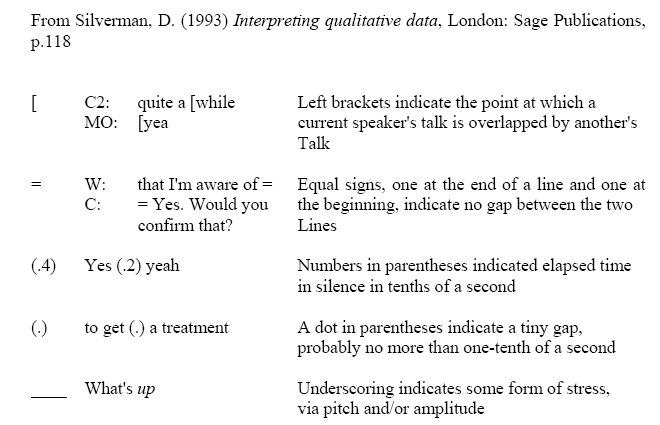 From Silverman, D. (1993) Interpreting qualitative data, London: Sage Publications,
p.118
[ C2: quite a [while Left brackets indicate the point at which a
MO: [yea current speaker's talk is overlapped by another's
Talk
= W: that I'm aware of = Equal signs, one at the end of a line and one at
C: = Yes. Would you the beginning, indicate no gap between the two
confirm that? Lines
(.4) Yes (.2) yeah Numbers in parentheses indicated elapsed time
in silence in tenths of a second
(.) to get (.) a treatment A dot in parentheses indicate a tiny gap,
probably no more than one-tenth of a second
____ What's up Underscoring indicates some form of stress,
via pitch and/or amplitude